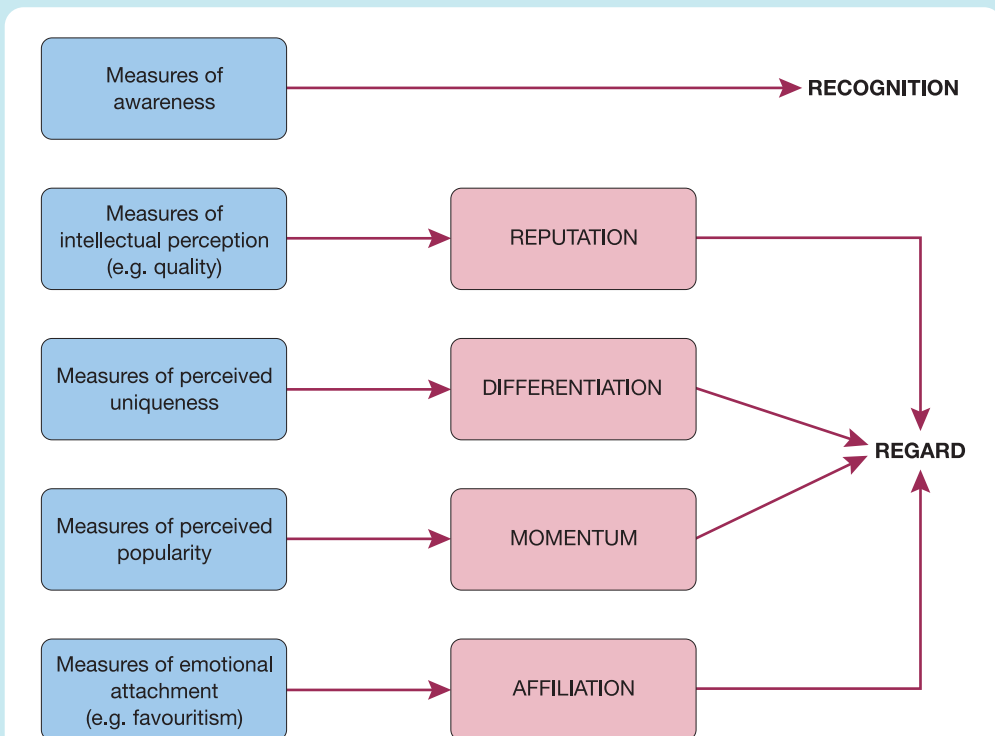 Measures of
awareness
RECOGNITION
Measures of
intellectual perception
(e.g. quality)
REPUTATION
Measures of perceived
uniqueness
DIFFERENTIATION
REGARD
Measures of perceived
popularity
MOMENTUM
Measures of emotional
attachment
(e.g. favouritism)
AFFILIATION